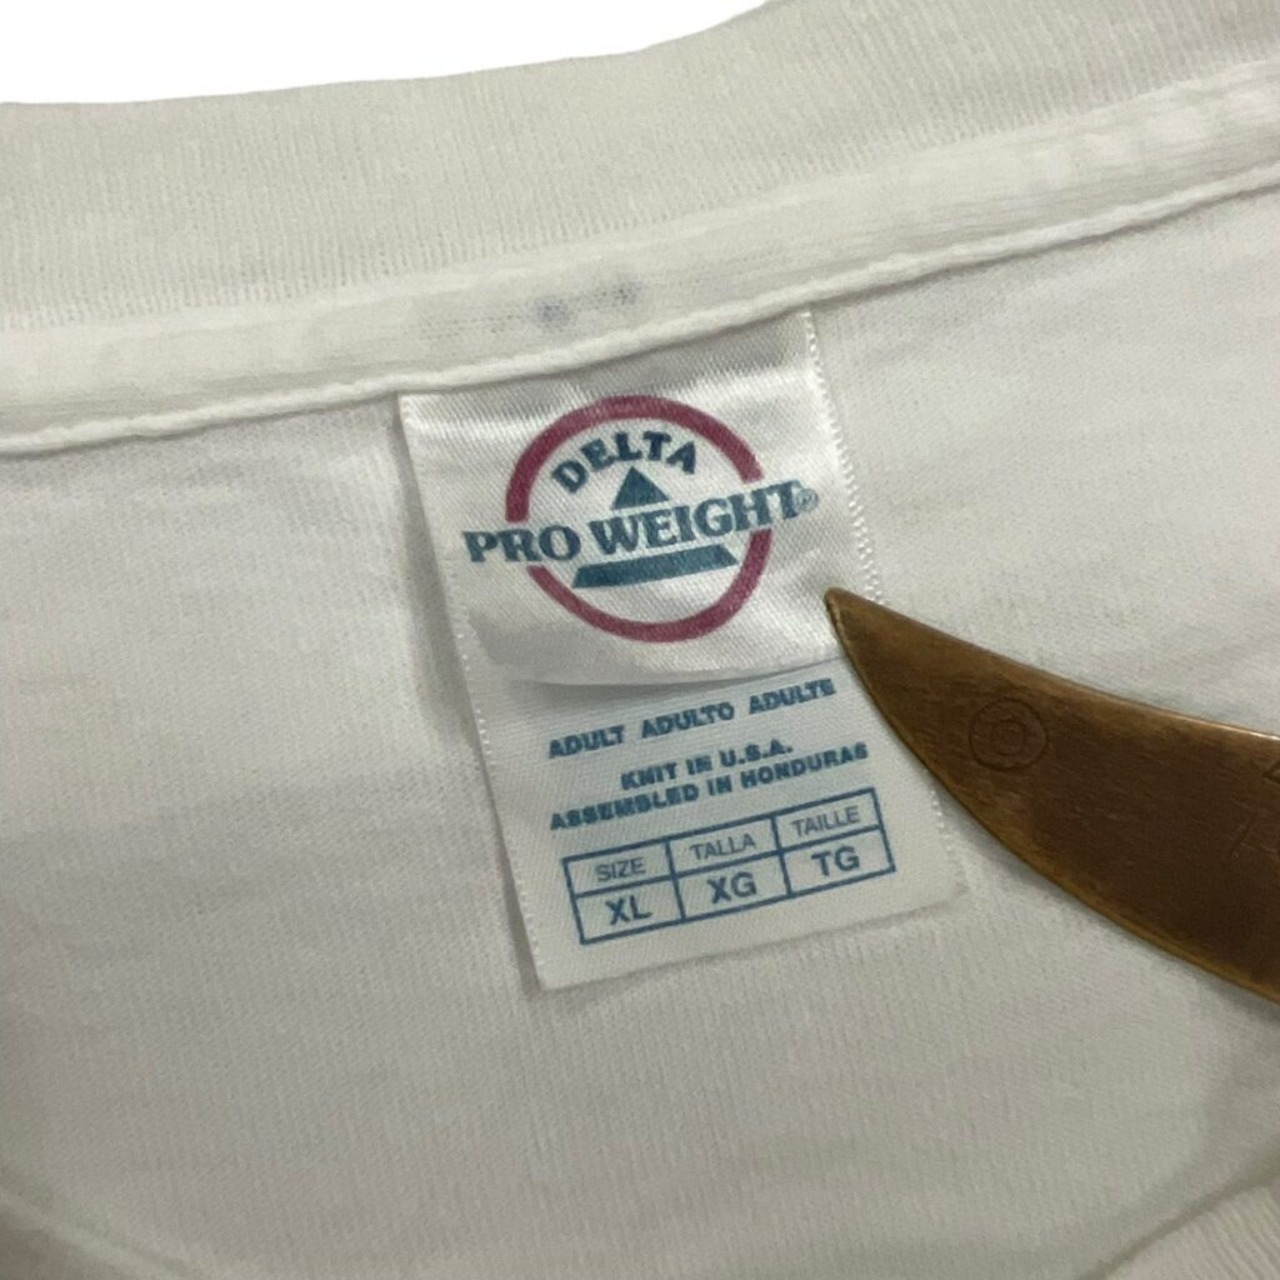 DELTA
PRO WEIGHT®
ADULT ADULTO ADULTE
KNIT IN U.S.A.
ASSEMBLED IN HONDURAS
SIZE TALLA TAILLE
XL XG TG